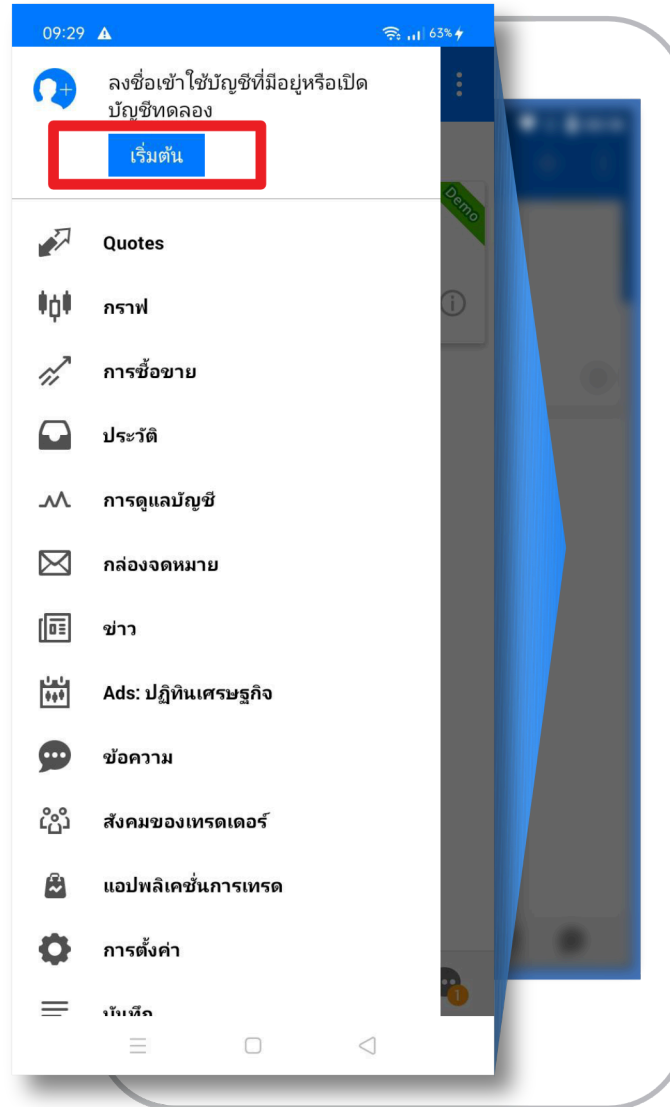 09:29
63%
ลงชื่อเข้าใช้บัญชีที่มีอยู่หรือเปิด
บัญชีทดลอง
เริ่มต้น
Demo
Quotes
กราฟ
การซื้อขาย
ประวัติ
การดูแลบัญชี
กล่องจดหมาย
ข่าว
Ads: ปฏิทินเศรษฐกิจ
ข้อความ
สังคมของเทรดเดอร์
แอปพลิเคชั่นการเทรด
การตั้งค่า
บันทึก
1